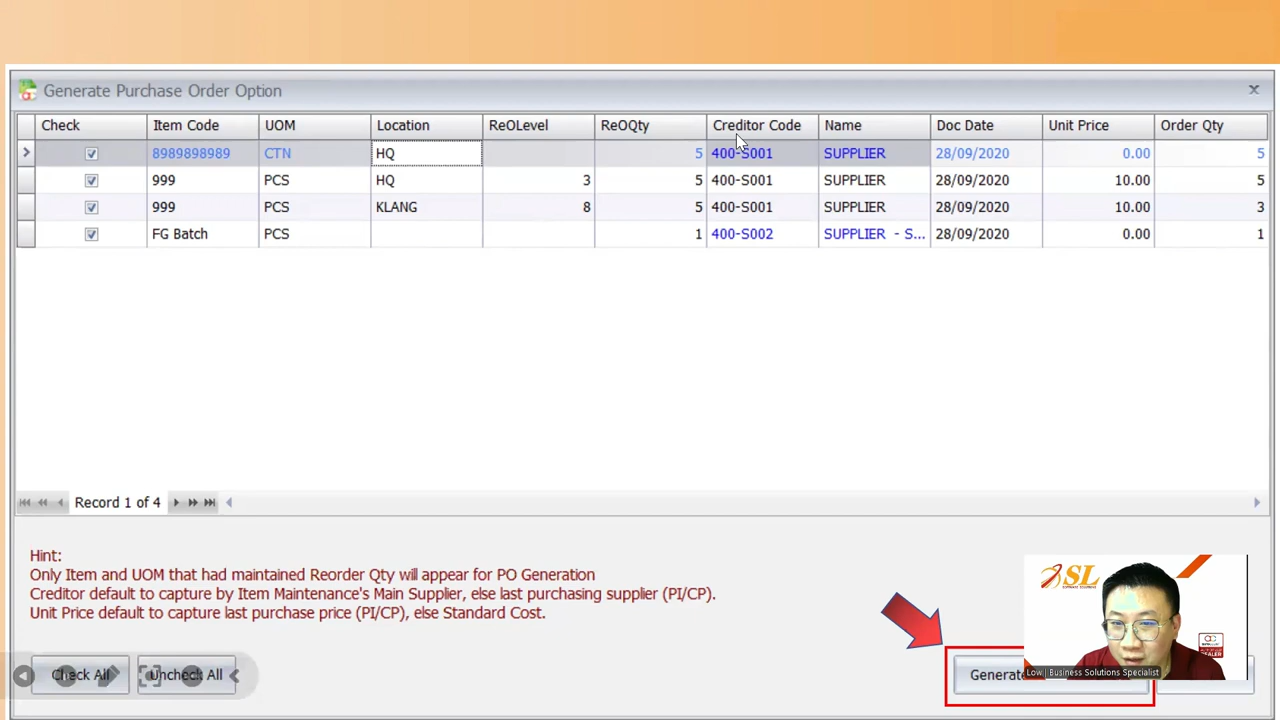 Generate Purchase Order Option
Check Item Code UOM Location ReOLevel ReOQty Creditor Code Name Doc Date Unit Price Order Qty
8989898989 CTN HQ 5 400-S001 SUPPLIER 28/09/2020 0.00 5
999 PCS HQ 3 5 400-S001 SUPPLIER 28/09/2020 10.00 5
999 PCS KLANG 8 5 400-S001 SUPPLIER 28/09/2020 10.00 3
FG Batch PCS 1 400-S002 SUPPLIER - S... 28/09/2020 0.00 1
Record 1 of 4
Hint:
Only Item and UOM that had maintained Reorder Qty will appear for PO Generation
Creditor default to capture by Item Maintenance's Main Supplier, else last purchasing supplier (PI/CP).
Unit Price default to capture last purchase price (PI/CP), else Standard Cost.
SL
Check All Uncheck All Generate
Low | Business Solutions Specialist